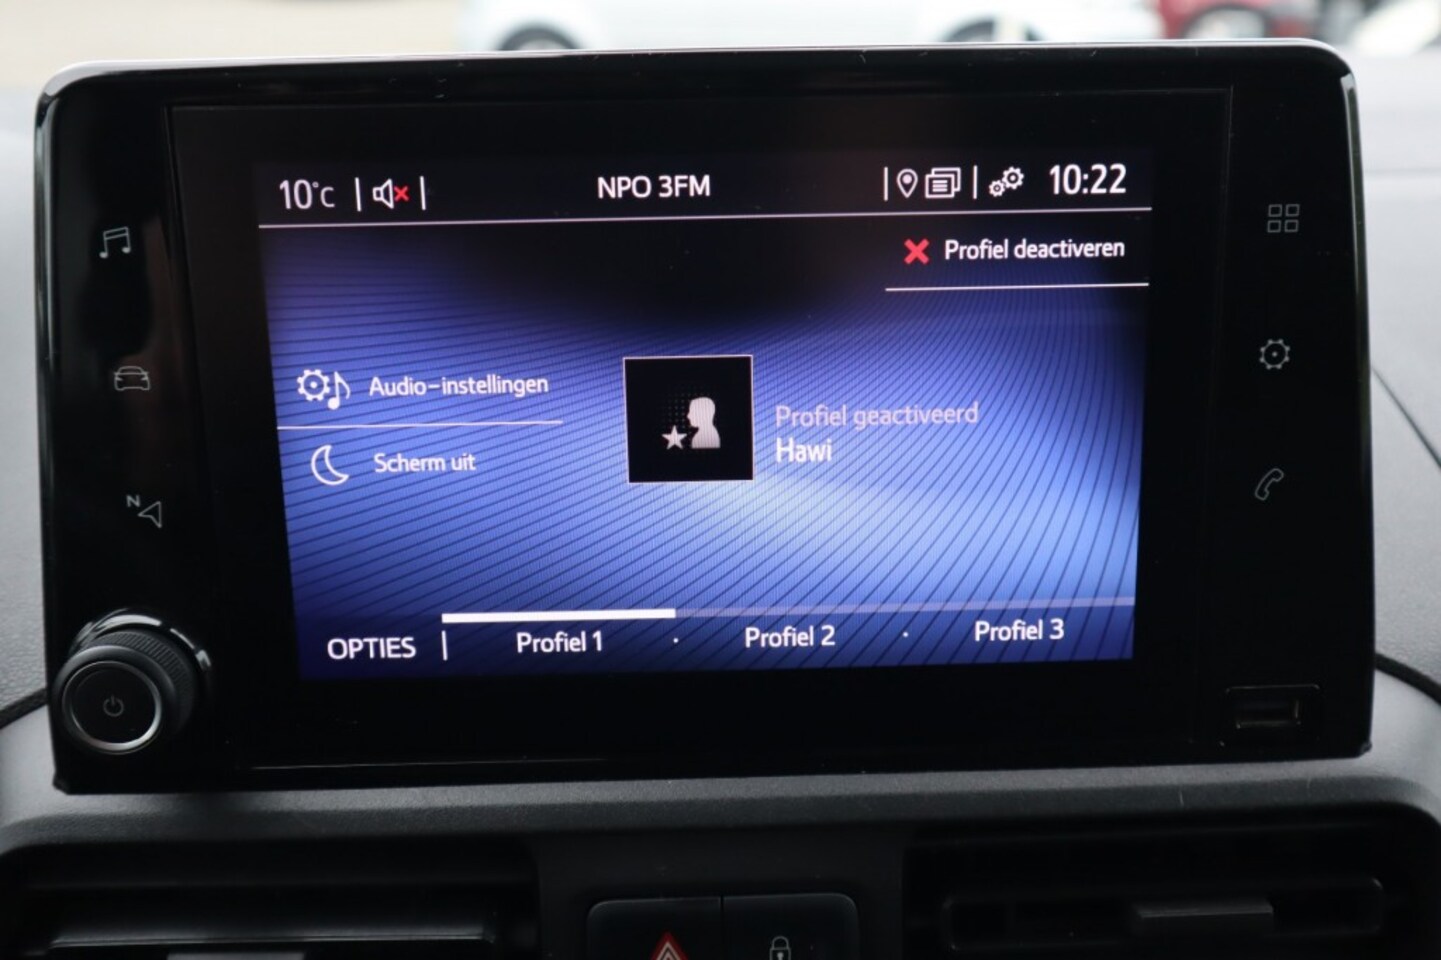 10°C
NPO 3FM
10:22
Profiel deactiveren
Audio-instellingen
Profiel geactiveerd
Hawi
Scherm uit
N
OPTIES
Profiel 1
Profiel 2
Profiel 3